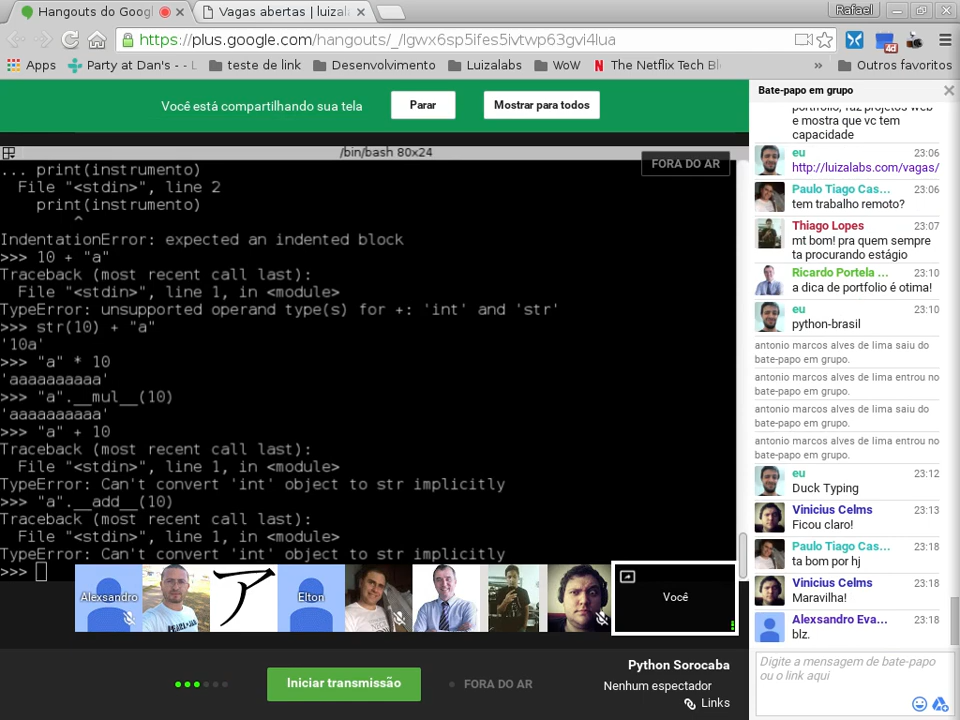 Hangouts do Googl
Vagas abertas | luizal
Rafael
https://plus.google.com/hangouts/_/lgwx6sp5ifes5ivtwp63gvi4lua
4d
Apps
Party at Dan's - - L
teste de link
Desenvolvimento
Luizalabs
WoW
N
The Netflix Tech Bl
»
Outros favoritos
Você está compartilhando sua tela
Parar
Mostrar para todos
/bin/bash 80x24
FORA DO AR
... print(instrumento)
File "<stdin>", line 2
print(instrumento)
^
IndentationError: expected an indented block
>>> 10 + "a"
Traceback (most recent call last):
File "<stdin>", line 1, in <module>
TypeError: unsupported operand type(s) for +: 'int' and 'str'
>>> str(10) + "a"
'10a'
>>> "a" * 10
'aaaaaaaaaa'
>>> "a".__mul__(10)
'aaaaaaaaaa'
>>> "a" + 10
Traceback (most recent call last):
File "<stdin>", line 1, in <module>
TypeError: Can't convert 'int' object to str implicitly
>>> "a".__add__(10)
Traceback (most recent call last):
File "<stdin>", line 1, in <module>
TypeError: Can't convert 'int' object to str implicitly
>>>
Alexsandro
ア
Elton
Você
Iniciar transmissão
FORA DO AR
Python Sorocaba
Nenhum espectador
Links
Bate-papo em grupo
portfolio, faz projetos web
e mostra que vc tem
capacidade
eu 23:06
http://luizalabs.com/vagas/
Paulo Tiago Cas... 23:06
tem trabalho remoto?
Thiago Lopes 23:07
mt bom! pra quem sempre
ta procurando estágio
Ricardo Portela ... 23:10
a dica de portfolio é otima!
eu 23:10
python-brasil
antonio marcos alves de lima saiu do
bate-papo em grupo.
antonio marcos alves de lima entrou no
bate-papo em grupo.
antonio marcos alves de lima saiu do
bate-papo em grupo.
antonio marcos alves de lima entrou no
bate-papo em grupo.
eu 23:12
Duck Typing
Vinicius Celms 23:13
Ficou claro!
Paulo Tiago Cas... 23:18
ta bom por hj
Vinicius Celms 23:18
Maravilha!
Alexsandro Eva... 23:18
blz.
Digite a mensagem de bate-papo
ou o link aqui